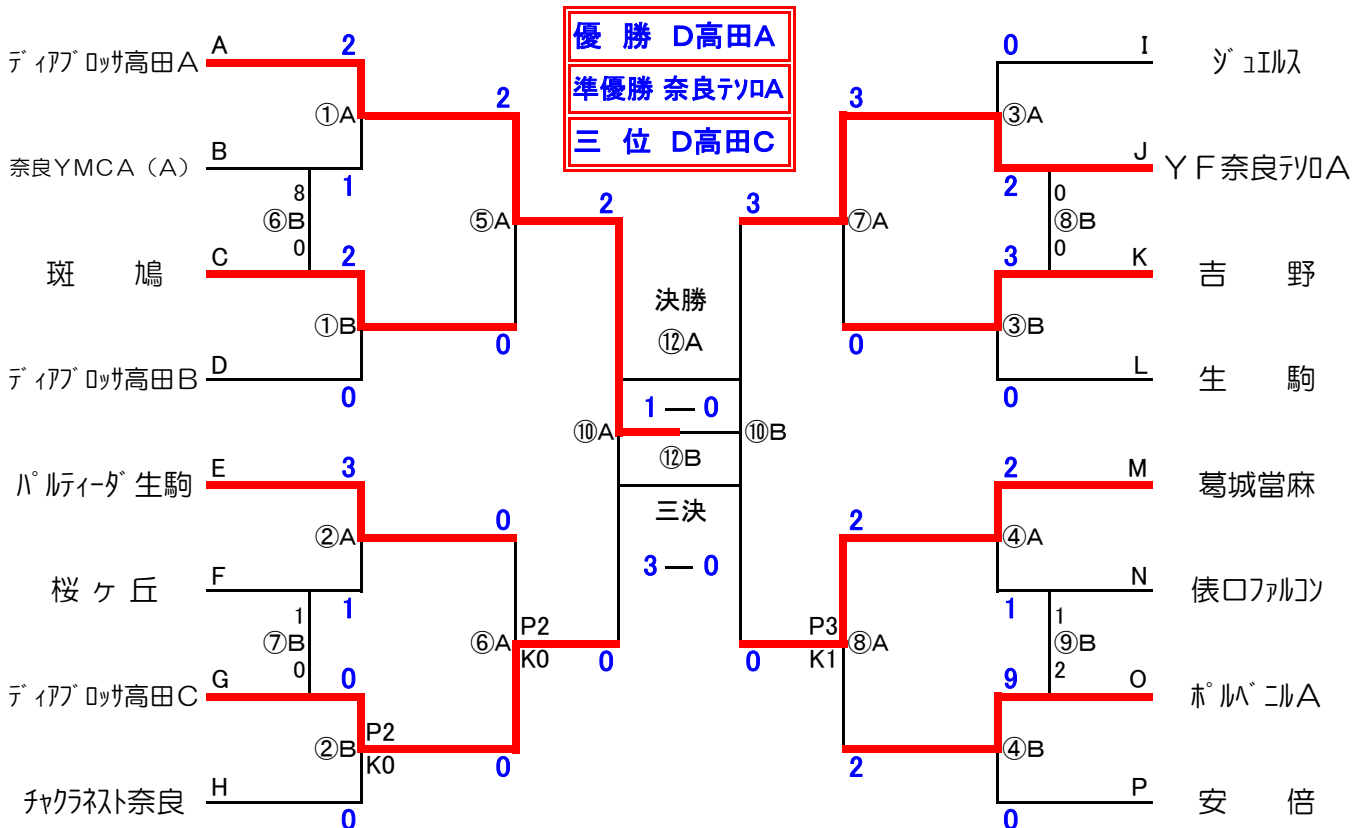 優 勝 D高田A
準優勝 奈良テソロA
三 位 D高田C
A 2
ディアブロッサ高田A
①A
2
奈良YMCA(A) B
1
8
⑥B
0
⑤A
2
斑 鳩 C 2
①B
0
ディアブロッサ高田B D
0
⑩A
パルティーダ生駒 E 3
②A
0
桜ヶ丘 F
1
1
⑦B
0
⑥A
P2
K0
0
ディアブロッサ高田C G 0
②B
P2
K0
0
チャクラネスト奈良 H
0
決勝
⑫A
1 ー 0
⑫B
三決
3 ー 0
0 I ジュエルス
③A
3
J YF奈良テソロA
2
0
⑧B
0
⑦A
3
3 K 吉 野
③B
0
L 生 駒
0
⑩B
2 M 葛城當麻
④A
2
N 俵口ファルコン
1
1
⑨B
2
P3
K1
⑧A
0
9 O ポルベニルA
④B
2
P 安 倍
0